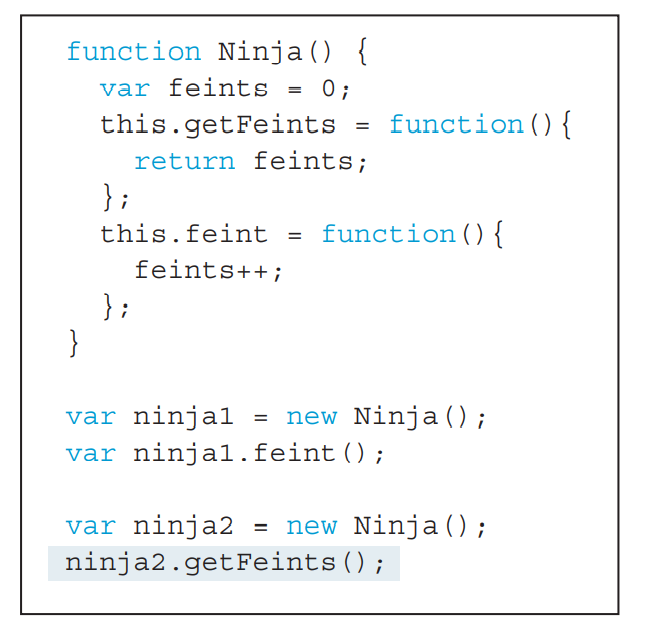 function Ninja() {
  var feints = 0;
  this.getFeints = function(){
    return feints;
  };
  this.feint = function(){
    feints++;
  };
}

var ninja1 = new Ninja();
var ninja1.feint();

var ninja2 = new Ninja();
ninja2.getFeints();